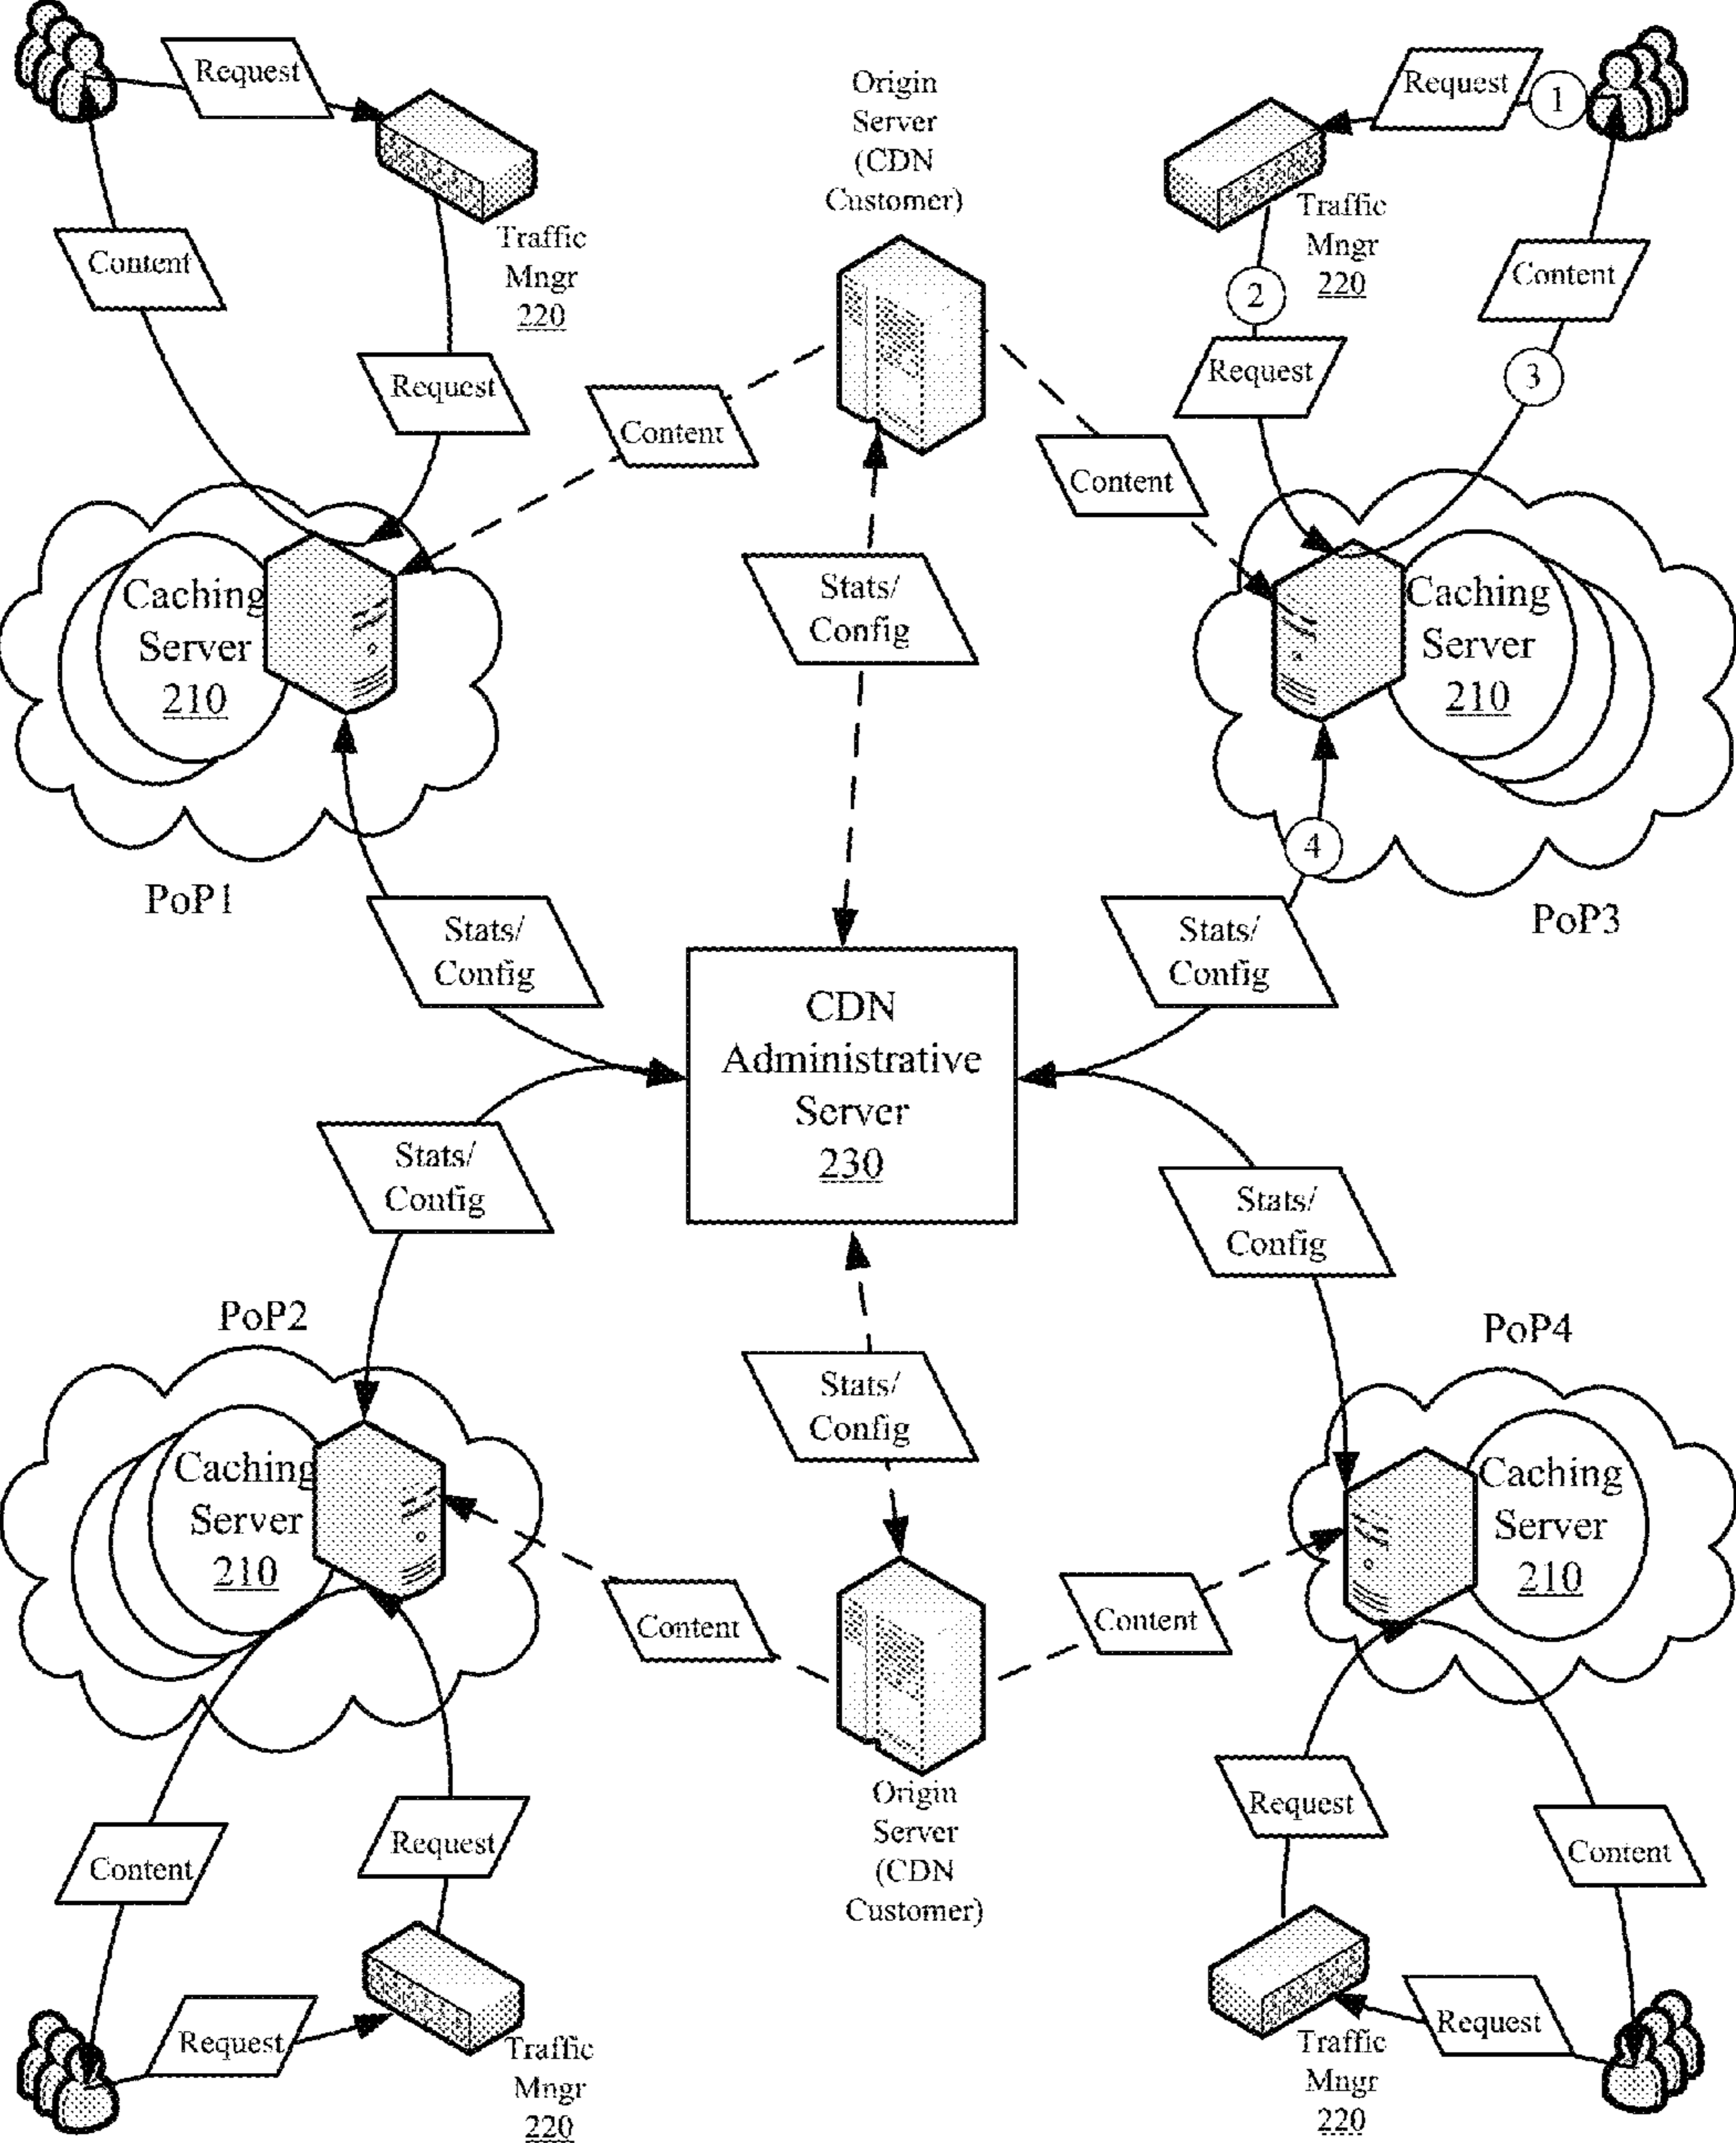 Request
Traffic
Mngr
220
Content
Request
Origin
Server
(CDN
Customer)
Request
1
Traffic
Mngr
220
2
Request
Content
3
Content
Content
Stats/
Config
Caching
Server
210
PoP1
Caching
Server
210
4
PoP3
Stats/
Config
Stats/
Config
CDN
Administrative
Server
230
Stats/
Config
Stats/
Config
PoP2
Caching
Server
210
Stats/
Config
PoP4
Caching
Server
210
Content
Content
Origin
Server
(CDN
Customer)
Content
Request
Request
Traffic
Mngr
220
Request
Content
Traffic
Mngr
220
Request